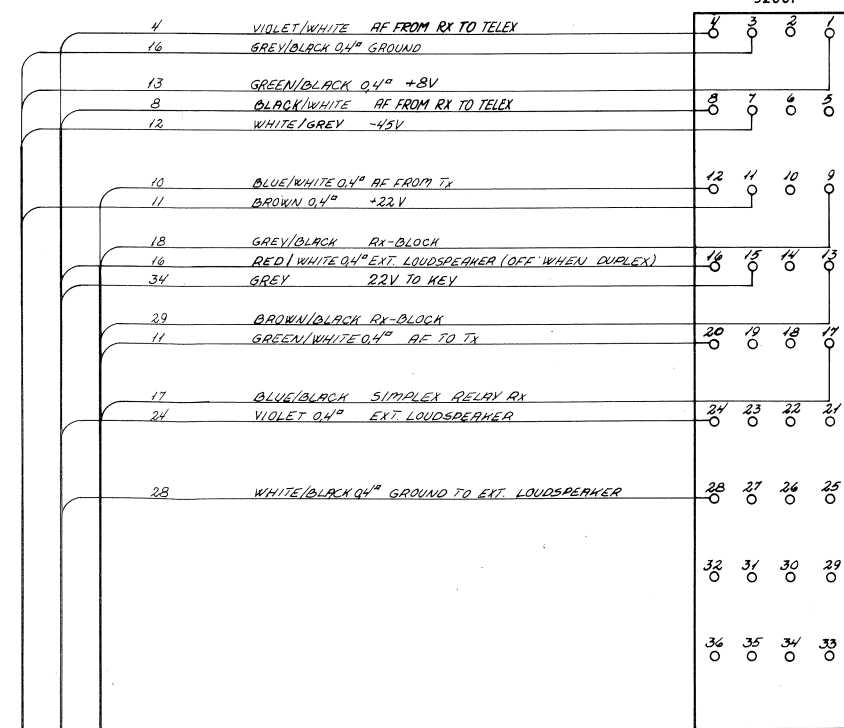 4 VIOLET/WHITE AF FROM RX TO TELEX
16 GREY/BLACK 0,4▫ GROUND
4 3 2 1
13 GREEN/BLACK 0,4▫ +8V
8 BLACK/WHITE AF FROM RX TO TELEX
8 7 6 5
12 WHITE/GREY -45V
10 BLUE/WHITE 0,4▫ AF FROM Tx
12 11 10 9
11 BROWN 0,4▫ +22V
18 GREY/BLACK RX-BLOCK
16 RED/WHITE 0,4▫ EXT. LOUDSPEAKER (OFF WHEN DUPLEX)
16 15 14 13
34 GREY 22V TO KEY
29 BROWN/BLACK RX-BLOCK
11 GREEN/WHITE 0,4▫ AF TO Tx
20 19 18 17
17 BLUE/BLACK SIMPLEX RELAY RX
24 VIOLET 0,4▫ EXT. LOUDSPEAKER
24 23 22 21
28 WHITE/BLACK 0,4▫ GROUND TO EXT. LOUDSPEAKER
28 27 26 25
32 31 30 29
36 35 34 33